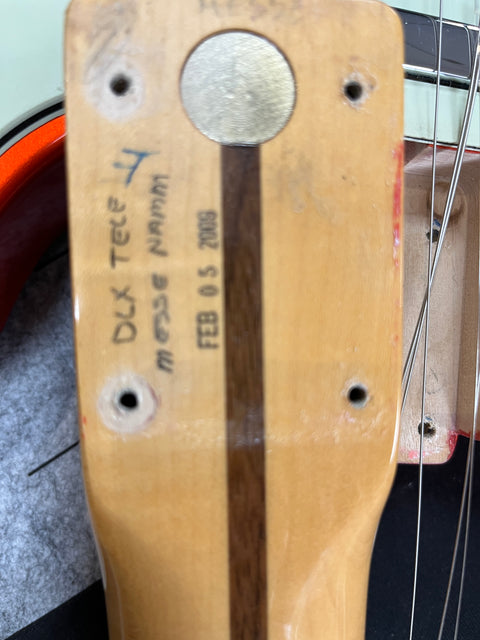 4
DLX TELE
MESSE NAMM
FEB 05 2009